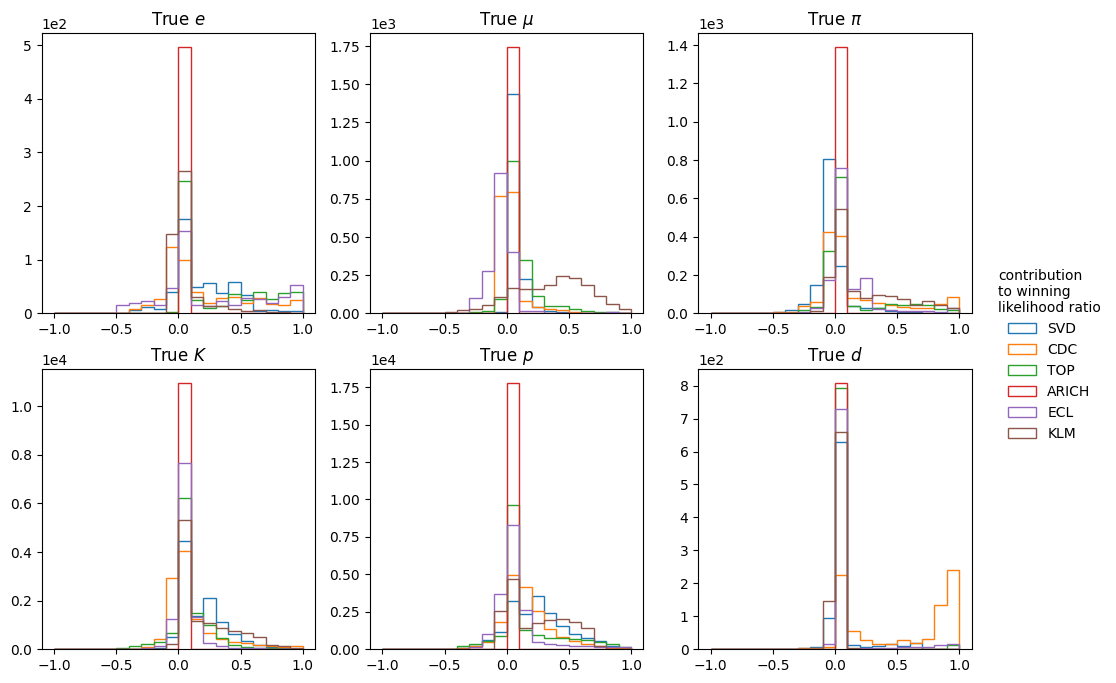 True e
1e2
5
4
3
2
1
0
−1.0 −0.5 0.0 0.5 1.0
True μ
1e3
1.75
1.50
1.25
1.00
0.75
0.50
0.25
0.00
−1.0 −0.5 0.0 0.5 1.0
True π
1e3
1.4
1.2
1.0
0.8
0.6
0.4
0.2
0.0
−1.0 −0.5 0.0 0.5 1.0
contribution
to winning
likelihood ratio
SVD
CDC
TOP
ARICH
ECL
KLM
True K
1e4
1.0
0.8
0.6
0.4
0.2
0.0
−1.0 −0.5 0.0 0.5 1.0
True p
1e4
1.75
1.50
1.25
1.00
0.75
0.50
0.25
0.00
−1.0 −0.5 0.0 0.5 1.0
True d
1e2
8
7
6
5
4
3
2
1
0
−1.0 −0.5 0.0 0.5 1.0